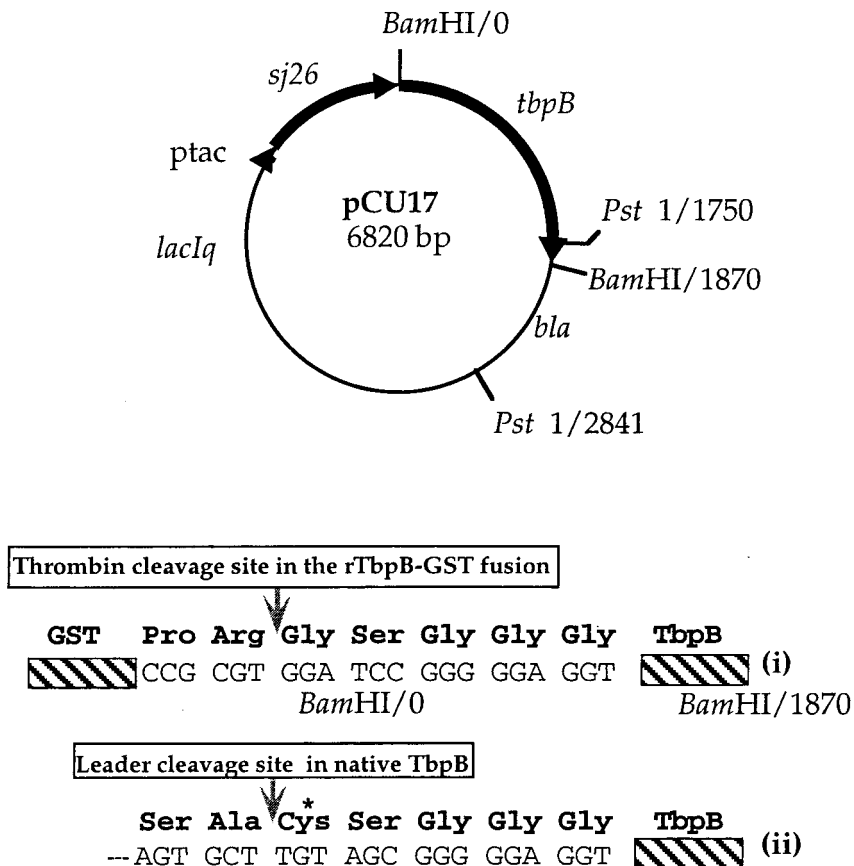 BamHI/0
sj26
tbpB
ptac
pCU17
6820 bp
Pst 1/1750
lacIq
BamHI/1870
bla
Pst 1/2841
Thrombin cleavage site in the rTbpB-GST fusion
GST Pro Arg Gly Ser Gly Gly Gly TbpB
CCG CGT GGA TCC GGG GGA GGT (i)
BamHI/0 BamHI/1870
Leader cleavage site in native TbpB
*
Ser Ala Cys Ser Gly Gly Gly TbpB
--- AGT GCT TGT AGC GGG GGA GGT (ii)